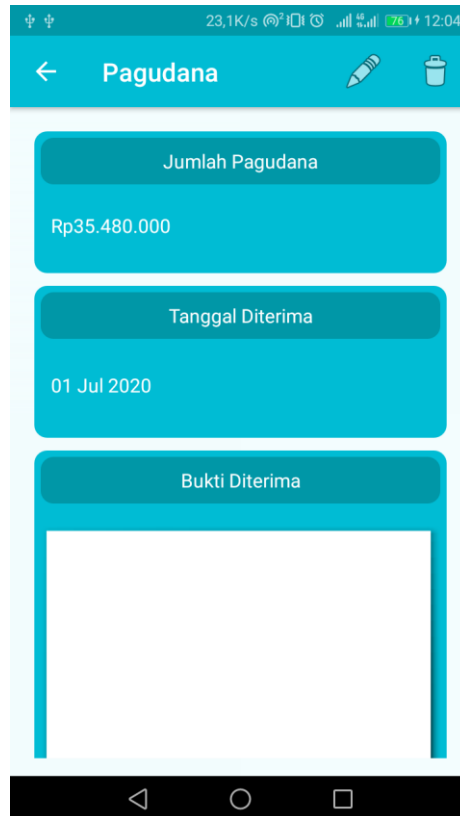 23,1K/s 76 12:04
Pagudana
Jumlah Pagudana
Rp35.480.000
Tanggal Diterima
01 Jul 2020
Bukti Diterima